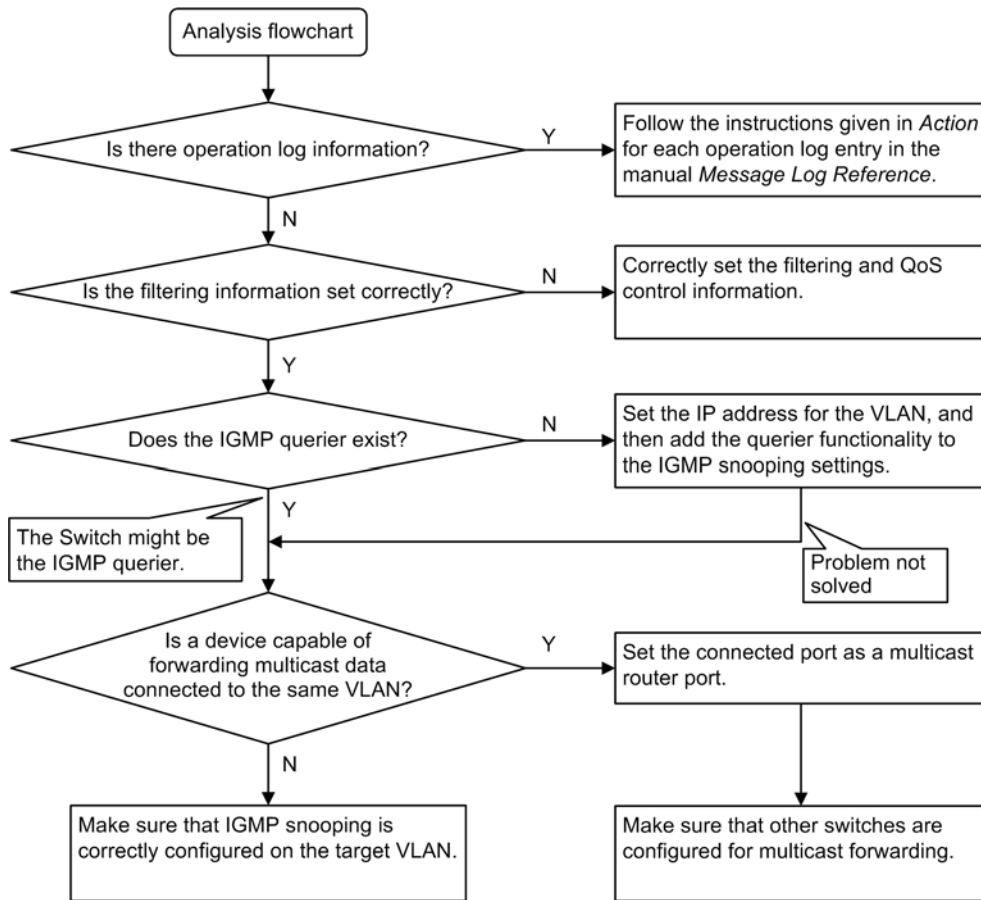 Analysis flowchart
Is there operation log information?
Y
Follow the instructions given in Action
for each operation log entry in the
manual Message Log Reference.
N
Is the filtering information set correctly?
N
Correctly set the filtering and QoS
control information.
Y
Does the IGMP querier exist?
N
Set the IP address for the VLAN, and
then add the querier functionality to
the IGMP snooping settings.
Y
The Switch might be
the IGMP querier.
Problem not
solved
Is a device capable of
forwarding multicast data
connected to the same VLAN?
Y
Set the connected port as a multicast
router port.
N
Make sure that IGMP snooping is
correctly configured on the target VLAN.
Make sure that other switches are
configured for multicast forwarding.